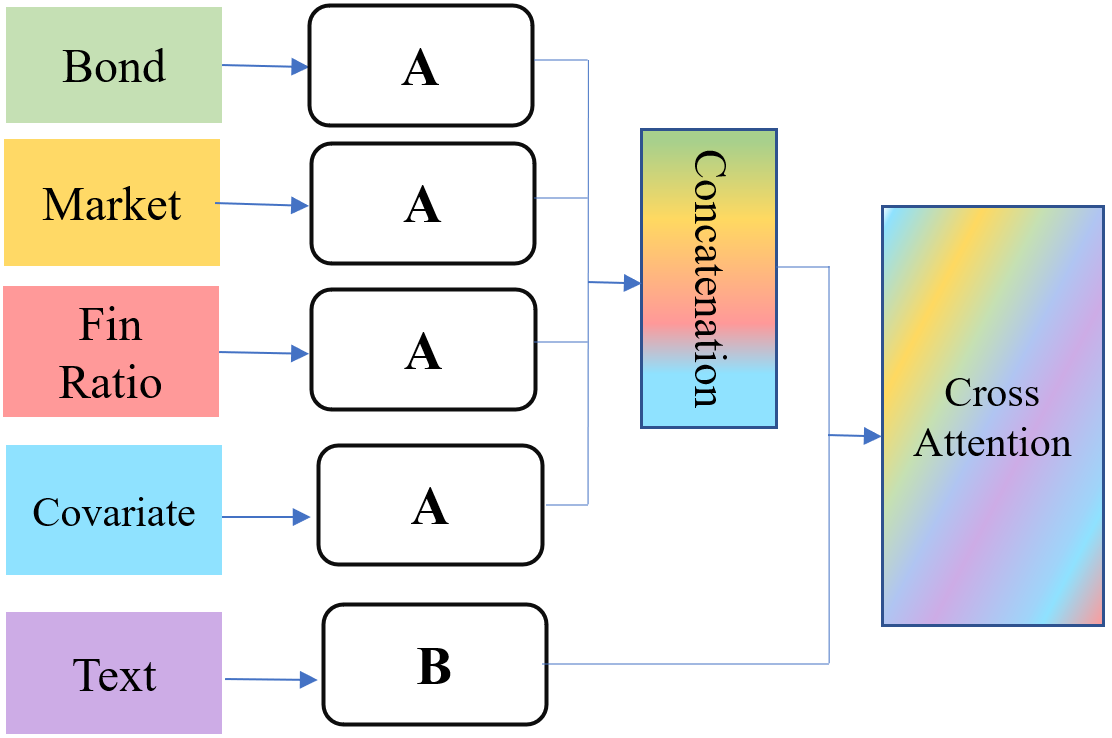 Bond
A
Market
A
Fin
Ratio
A
Covariate
A
Text
B
Concatenation
Cross
Attention